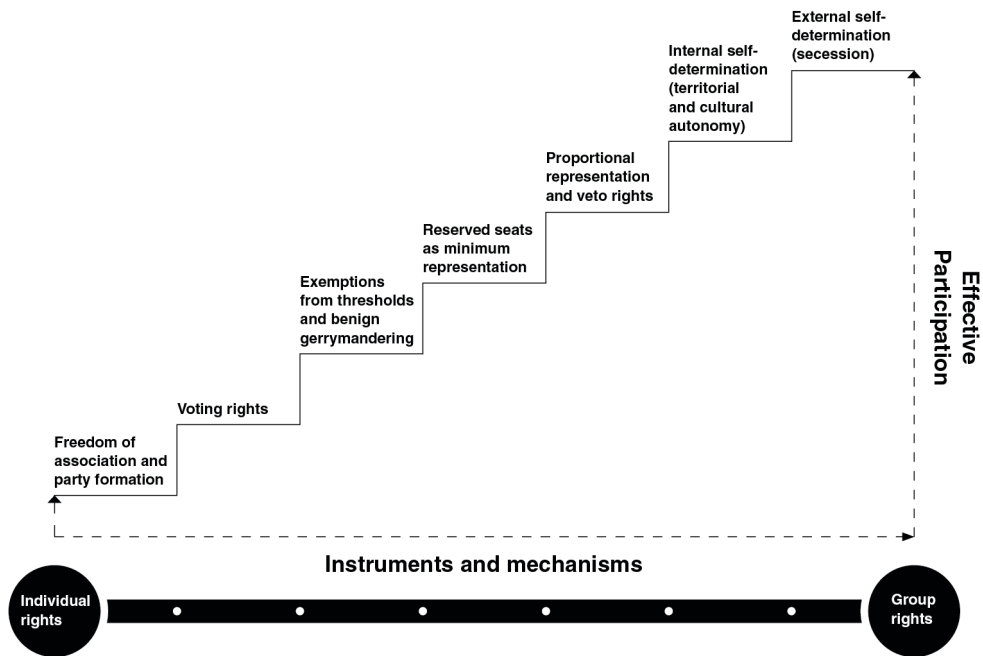 External self-
determination
(secession)
Internal self-
determination
(territorial
and cultural
autonomy)
Proportional
representation
and veto rights
Reserved seats
as minimum
representation
Exemptions
from thresholds
and benign
gerrymandering
Voting rights
Freedom of
association and
party formation
Effective
Participation
Instruments and mechanisms
Individual
rights
Group
rights